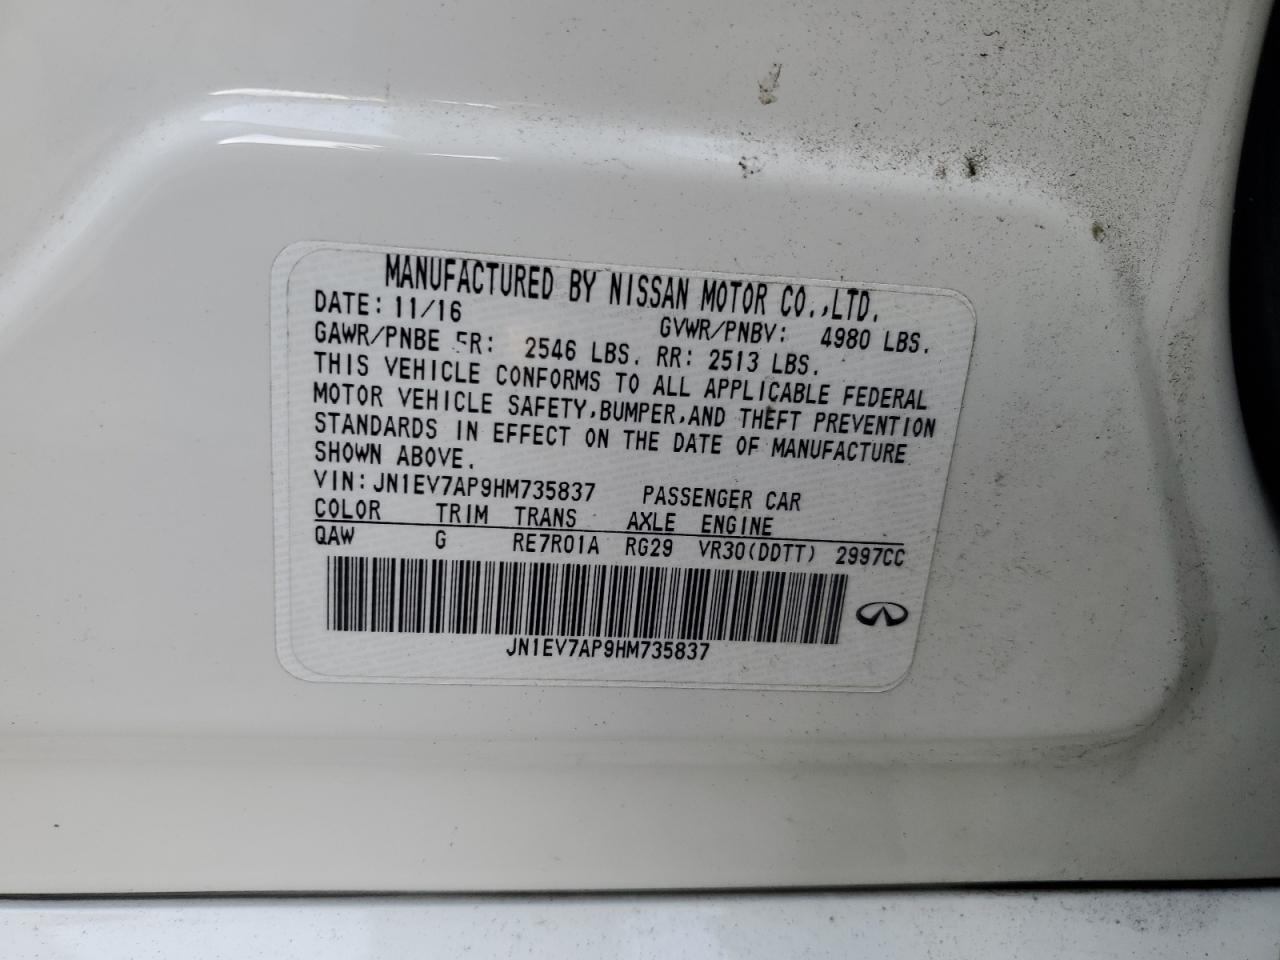 MANUFACTURED BY NISSAN MOTOR CO.,LTD.
DATE: 11/16 GVWR/PNBV: 4980 LBS.
GAWR/PNBE FR: 2546 LBS. RR: 2513 LBS.
THIS VEHICLE CONFORMS TO ALL APPLICABLE FEDERAL
MOTOR VEHICLE SAFETY,BUMPER,AND THEFT PREVENTION
STANDARDS IN EFFECT ON THE DATE OF MANUFACTURE
SHOWN ABOVE.
VIN:JN1EV7AP9HM735837 PASSENGER CAR
COLOR TRIM TRANS AXLE ENGINE
QAW G RE7R01A RG29 VR30(DDTT) 2997CC
JN1EV7AP9HM735837